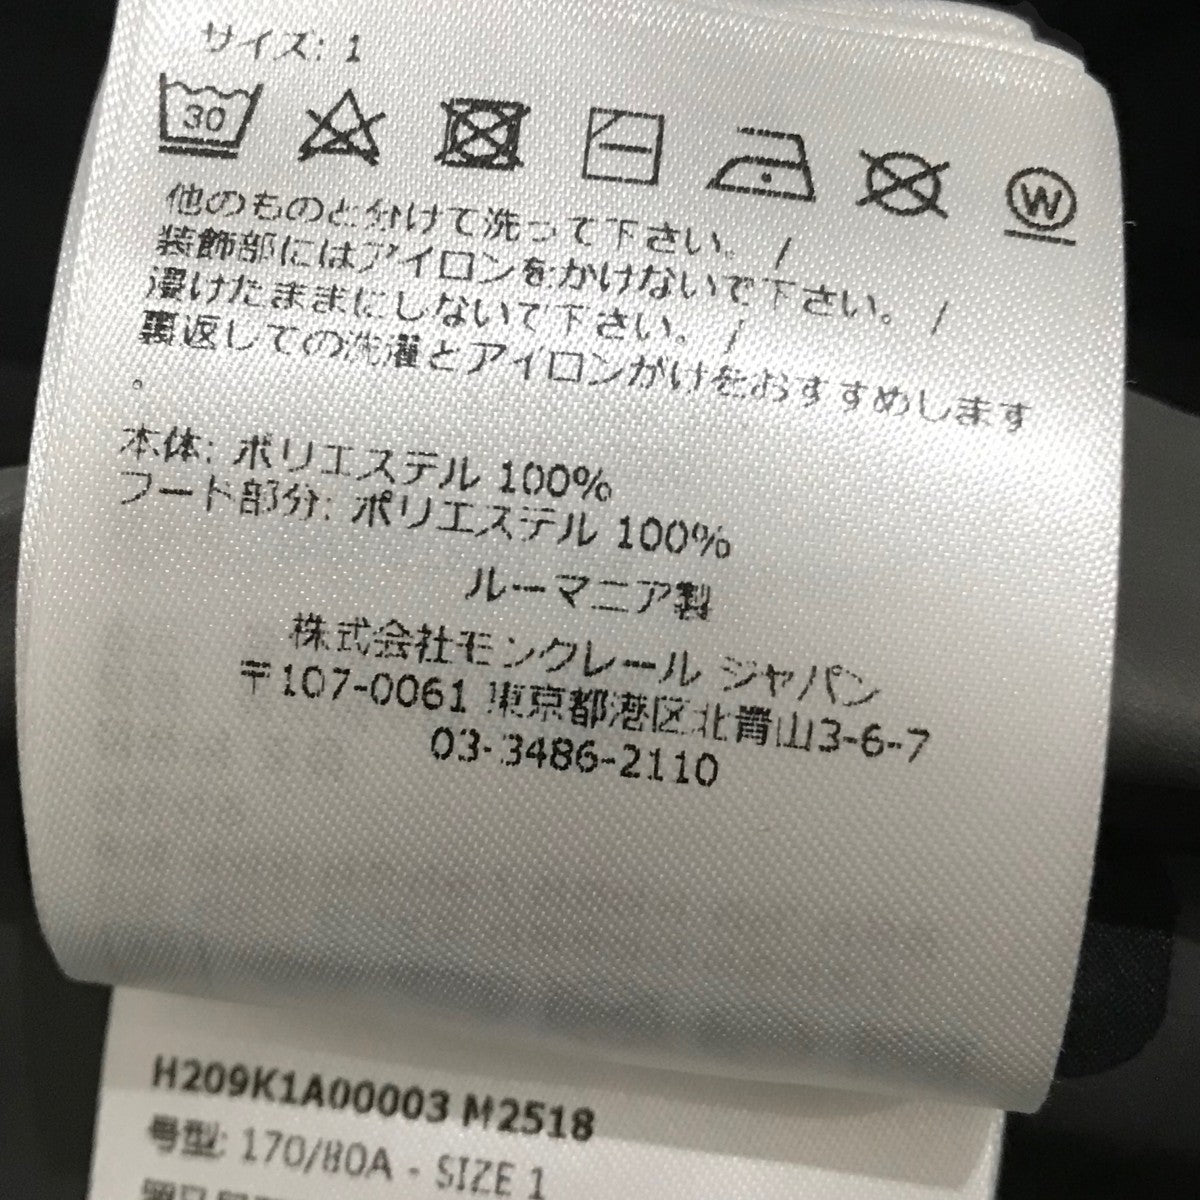 サイズ: 1
30
W
他のものと分けて洗って下さい。 /
装飾部にはアイロンをかけないで下さい。 /
濡けたままにしないで下さい。 /
裏返しての洗濯とアイロンがけをおすすめします
。
本体: ポリエステル 100%
フード部分: ポリエステル 100%
ルーマニア製
株式会社モンクレール ジャパン
〒107-0061 東京都港区北青山3-6-7
03-3486-2110
H209K1A00003 M2518
号型: 170/80A - SIZE 1